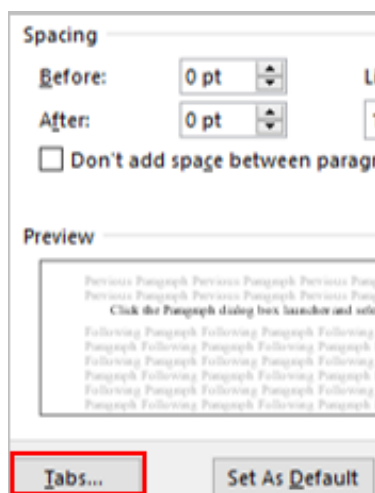 Spacing
Before: 0 pt
After: 0 pt
Don't add space between paragr
Preview
Previous Paragraph Previous Paragraph Previous
Previous Paragraph Previous Paragraph Previous
Click the Paragraph dialog box launcher and sele
Following Paragraph Following Paragraph Following
Paragraph Following Paragraph Following Paragraph
Following Paragraph Following Paragraph Following
Paragraph Following Paragraph Following Paragraph
Following Paragraph Following Paragraph Following
Paragraph Following Paragraph Following Paragraph
Tabs... Set As Default